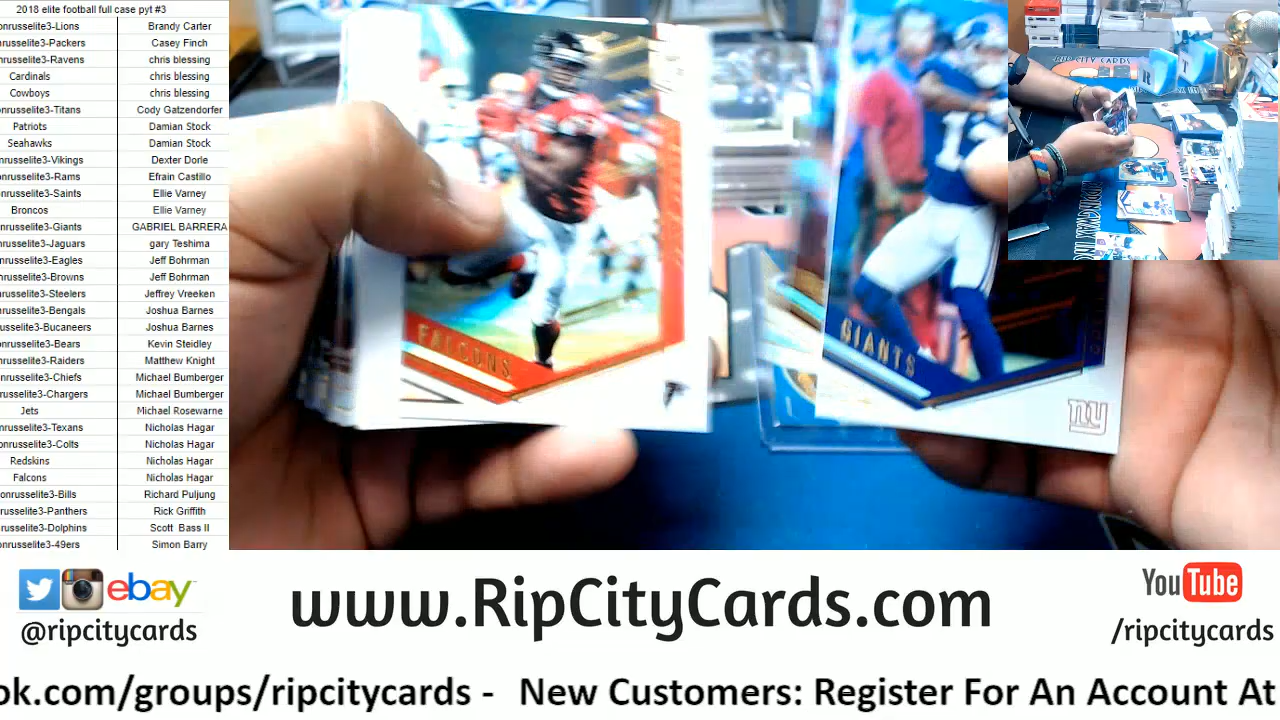 2018 elite football full case pyt #3
onrusselite3-Lions Brandy Carter
onrusselite3-Packers Casey Finch
onrusselite3-Ravens chris blessing
Cardinals chris blessing
Cowboys chris blessing
onrusselite3-Titans Cody Gatzendorfer
Patriots Damian Stock
Seahawks Damian Stock
nrusselite3-Vikings Dexter Dorle
onrusselite3-Rams Efrain Castillo
nrusselite3-Saints Ellie Varney
Broncos Ellie Varney
onrusselite3-Giants GABRIEL BARRERA
nrusselite3-Jaguars gary Teshima
onrusselite3-Eagles Jeff Bohrman
nrusselite3-Browns Jeff Bohrman
nrusselite3-Steelers Jeffrey Vreeken
nrusselite3-Bengals Joshua Barnes
usselite3-Bucaneers Joshua Barnes
onrusselite3-Bears Kevin Steidley
nrusselite3-Raiders Matthew Knight
nrusselite3-Chiefs Michael Bumberger
russelite3-Chargers Michael Bumberger
Jets Michael Rosewarne
nrusselite3-Texans Nicholas Hagar
onrusselite3-Colts Nicholas Hagar
Redskins Nicholas Hagar
Falcons Nicholas Hagar
onrusselite3-Bills Richard Puljung
russelite3-Panthers Rick Griffith
russelite3-Dolphins Scott Bass II
onrusselite3-49ers Simon Barry
FALCONS
GIANTS
ny
RIP CITY CARDS
ebay
@ripcitycards
www.RipCityCards.com
YouTube
/ripcitycards
ok.com/groups/ripcitycards - New Customers: Register For An Account At